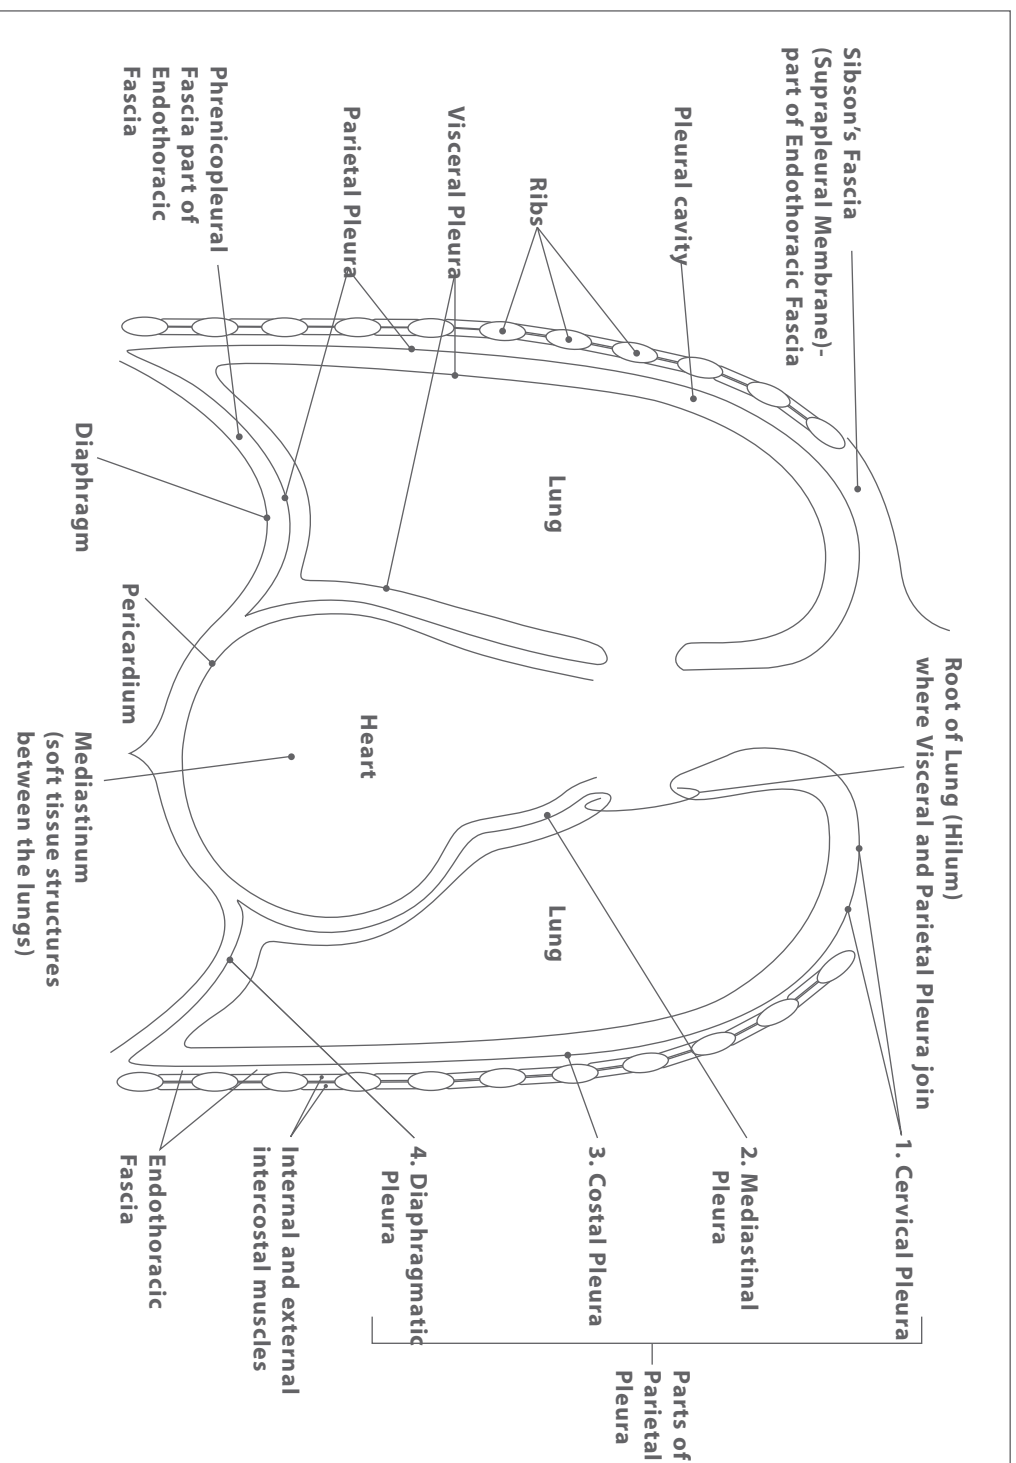 Sibson's Fascia
(Suprapleural Membrane)-
part of Endothoracic Fascia
Pleural cavity
Ribs
Visceral Pleura
Parietal Pleura
Phrenicopleural
Fascia part of
Endothoracic
Fascia
Lung
Diaphragm
Pericardium
Heart
Mediastinum
(soft tissue structures
between the lungs)
Root of Lung (Hilum)
where Visceral and Parietal Pleura join
Lung
1. Cervical Pleura
2. Mediastinal
Pleura
3. Costal Pleura
4. Diaphragmatic
Pleura
Internal and external
intercostal muscles
Endothoracic
Fascia
Parts of
Parietal
Pleura